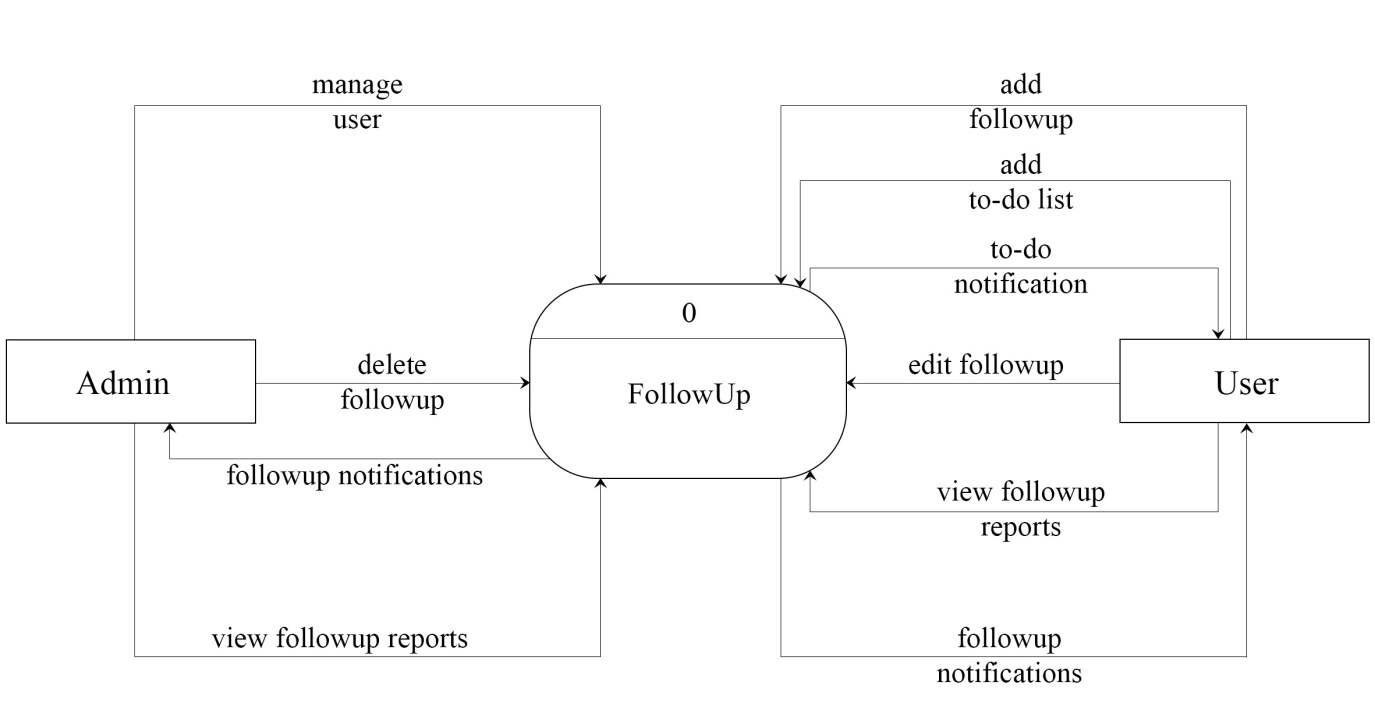 manage
user
add
followup
add
to-do list
to-do
notification
0
Admin
delete
followup
FollowUp
edit followup
User
followup notifications
view followup
reports
view followup reports
followup
notifications